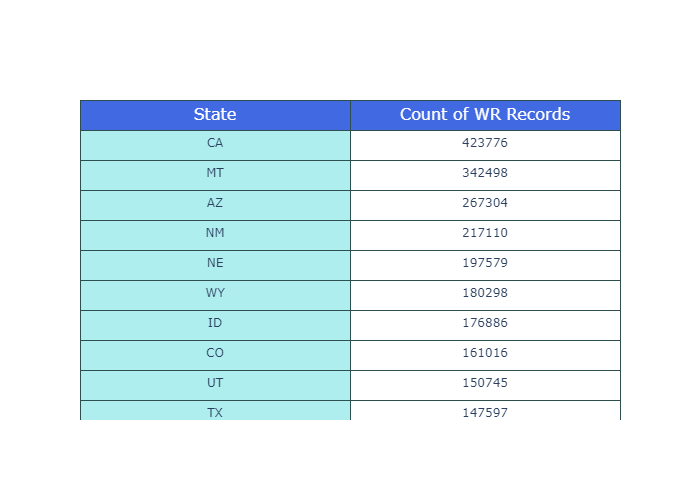 State Count of WR Records
CA 423776
MT 342498
AZ 267304
NM 217110
NE 197579
WY 180298
ID 176886
CO 161016
UT 150745
TX 147597